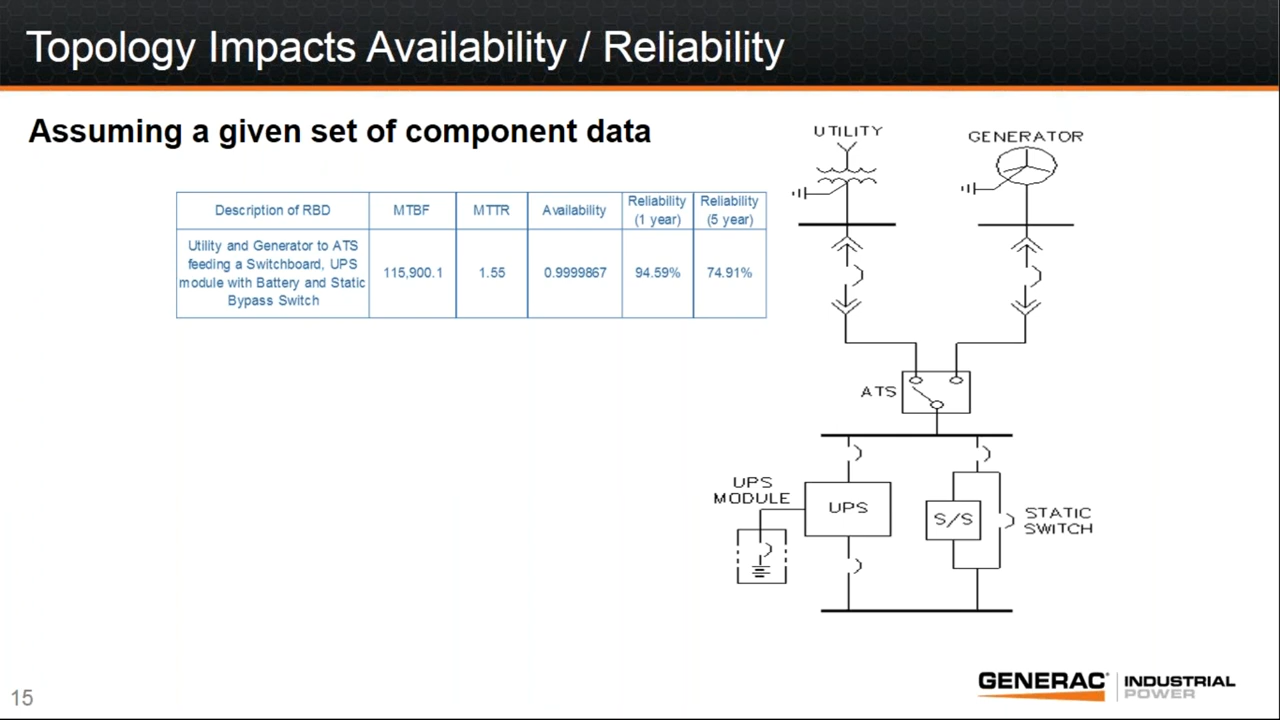 Topology Impacts Availability / Reliability
Assuming a given set of component data
Description of RBD
MTBF
MTTR
Availability
Reliability
(1 year)
Reliability
(5 year)
Utility and Generator to ATS
feeding a Switchboard, UPS
module with Battery and Static
Bypass Switch
115,900.1
1.55
0.9999867
94.59%
74.91%
UTILITY
GENERATOR
ATS
UPS
MODULE
UPS
S/S
STATIC
SWITCH
15
GENERAC®
INDUSTRIAL
POWER